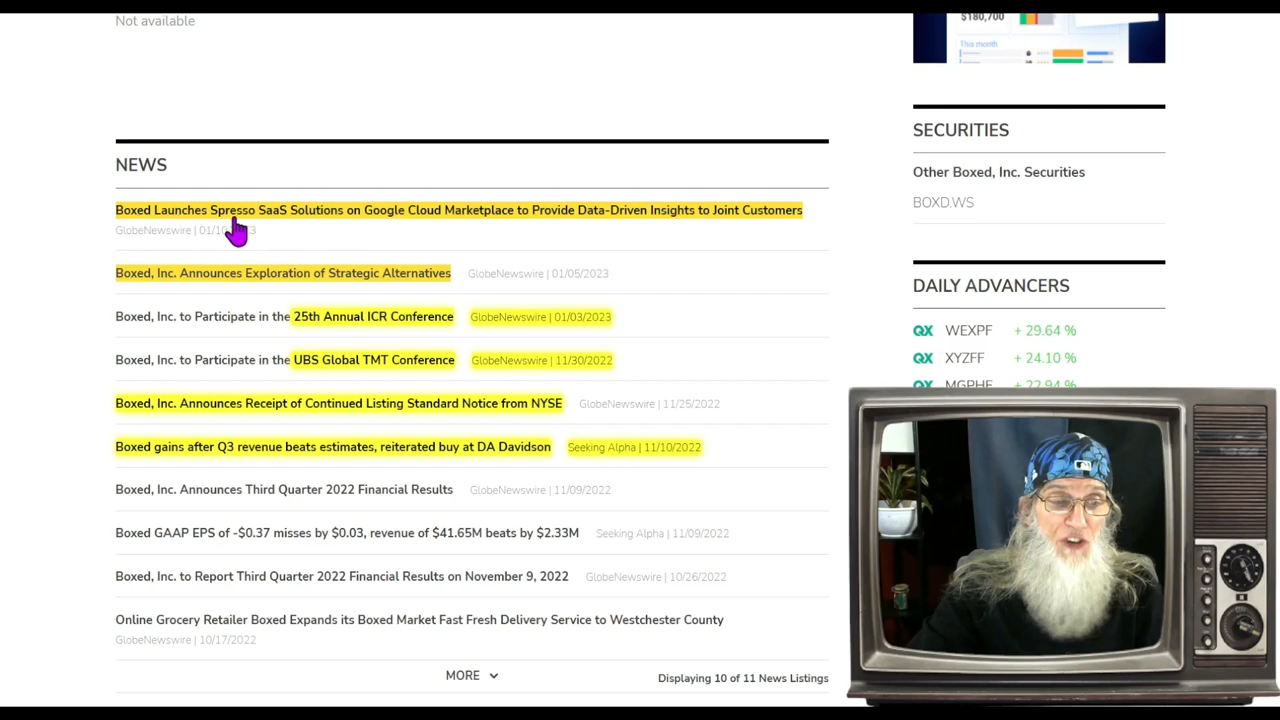 Not available
NEWS
Boxed Launches Spresso SaaS Solutions on Google Cloud Marketplace to Provide Data-Driven Insights to Joint Customers
GlobeNewswire |
Boxed, Inc. Announces Exploration of Strategic Alternatives GlobeNewswire | 01/05/2023
Boxed, Inc. to Participate in the 25th Annual ICR Conference GlobeNewswire | 01/03/2023
Boxed, Inc. to Participate in the UBS Global TMT Conference GlobeNewswire | 11/30/2022
Boxed, Inc. Announces Receipt of Continued Listing Standard Notice from NYSE GlobeNewswire | 11/25/2022
Boxed gains after Q3 revenue beats estimates, reiterated buy at DA Davidson Seeking Alpha | 11/10/2022
Boxed, Inc. Announces Third Quarter 2022 Financial Results GlobeNewswire | 11/09/2022
Boxed GAAP EPS of -$0.37 misses by $0.03, revenue of $41.65M beats by $2.33M Seeking Alpha | 11/09/2022
Boxed, Inc. to Report Third Quarter 2022 Financial Results on November 9, 2022 GlobeNewswire | 10/26/2022
Online Grocery Retailer Boxed Expands its Boxed Market Fast Fresh Delivery Service to Westchester County
GlobeNewswire | 10/17/2022
MORE
Displaying 10 of 11 News Listings
$180,700
This month
SECURITIES
Other Boxed, Inc. Securities
BOXD.WS
DAILY ADVANCERS
QX WEXPF + 29.64 %
QX XYZFF + 24.10 %
QX MGPHF + 22.94 %